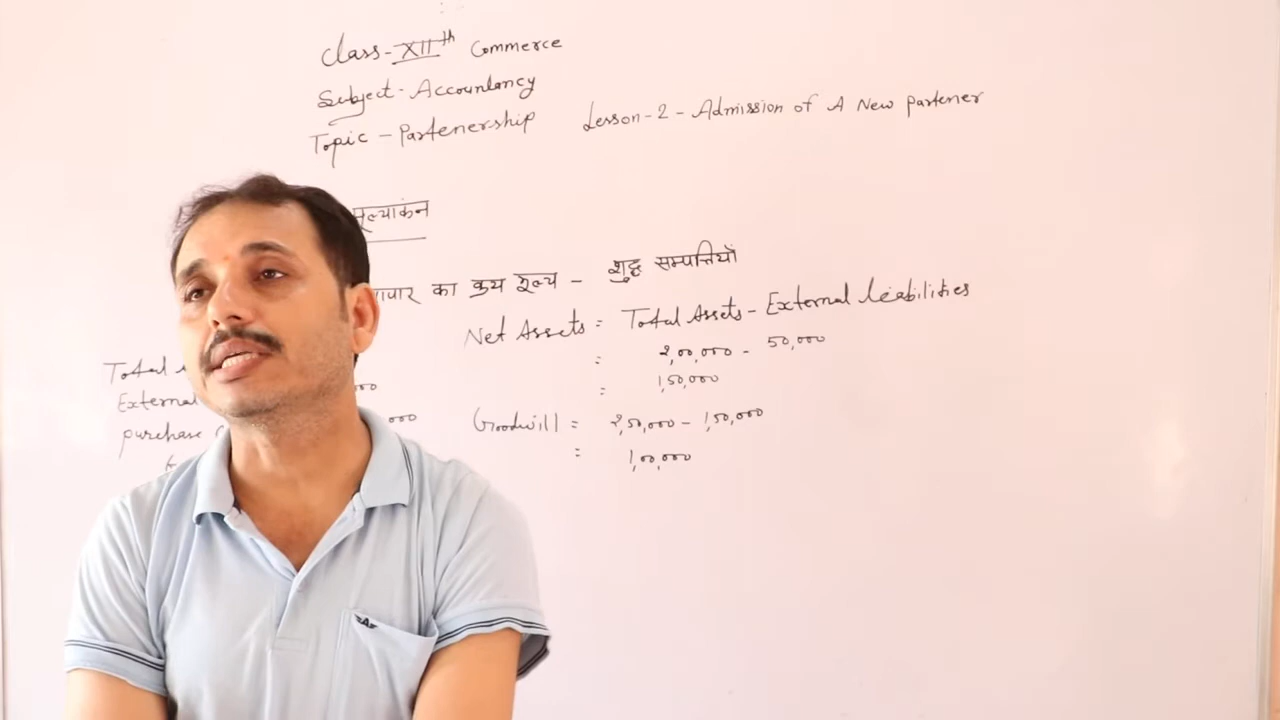 Class-XIIth Commerce
Subject-Accountancy
Topic-Partenership Lesson-2-Admission of A New partener
मूल्याकंन
का क्रय मूल्य - शुद्ध सम्पत्तियाँ
Net Assets = Total Assets - External Leabilities
= 2,00,000 - 50,000
= 1,50,000
Goodwill = 2,50,000 - 1,50,000
= 1,00,000
Total
External
purchase